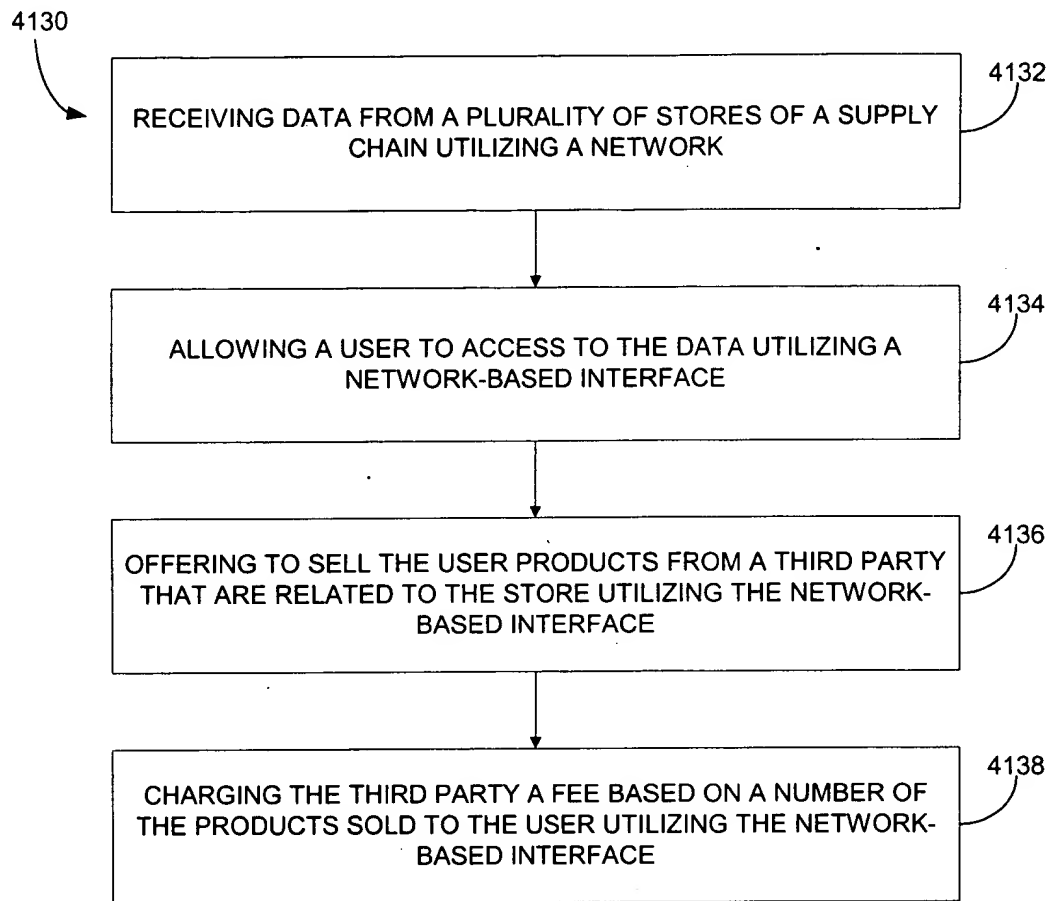 4130
4132
RECEIVING DATA FROM A PLURALITY OF STORES OF A SUPPLY
CHAIN UTILIZING A NETWORK
4134
ALLOWING A USER TO ACCESS TO THE DATA UTILIZING A
NETWORK-BASED INTERFACE
4136
OFFERING TO SELL THE USER PRODUCTS FROM A THIRD PARTY
THAT ARE RELATED TO THE STORE UTILIZING THE NETWORK-
BASED INTERFACE
4138
CHARGING THE THIRD PARTY A FEE BASED ON A NUMBER OF
THE PRODUCTS SOLD TO THE USER UTILIZING THE NETWORK-
BASED INTERFACE